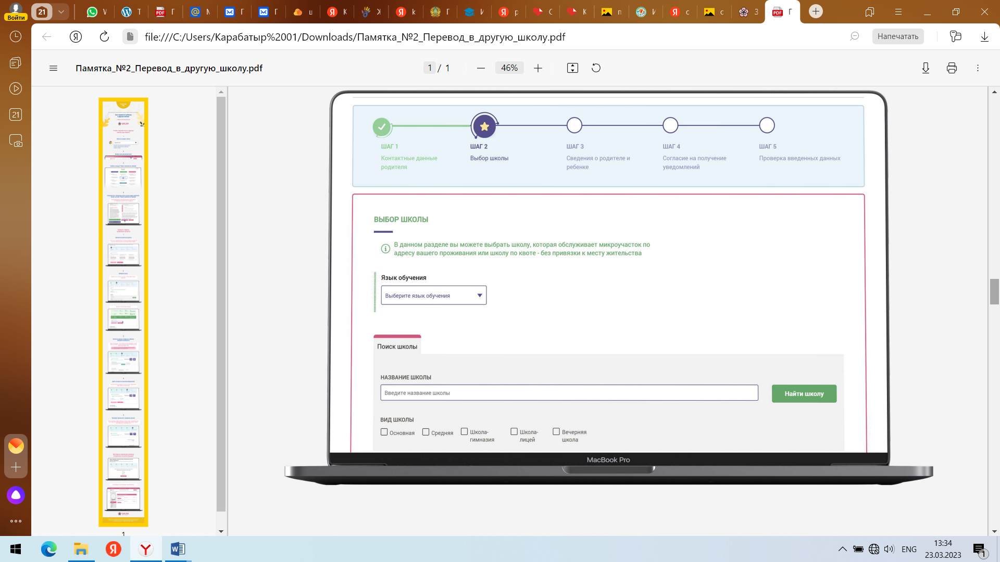 Войти
21
file:///C:/Users/Карабатыр%2001/Downloads/Памятка_№2_Перевод_в_другую_школу.pdf
Напечатать
Памятка_№2_Перевод_в_другую_школу.pdf
1 / 1
46%
21
ШАГ 1
Контактные данные
родителя
ШАГ 2
Выбор школы
ШАГ 3
Сведения о родителе и
ребенке
ШАГ 4
Согласие на получение
уведомлений
ШАГ 5
Проверка введенных данных
ВЫБОР ШКОЛЫ
В данном разделе вы можете выбрать школу, которая обслуживает микроучасток по
адресу вашего проживания или школу по квоте - без привязки к месту жительства
Язык обучения
Выберите язык обучения
Поиск школы
НАЗВАНИЕ ШКОЛЫ
Введите название школы
Найти школу
ВИД ШКОЛЫ
Основная
Средняя
Школа-
гимназия
Школа-
лицей
Вечерняя
школа
MacBook Pro
1
ENG
13:34
23.03.2023
1